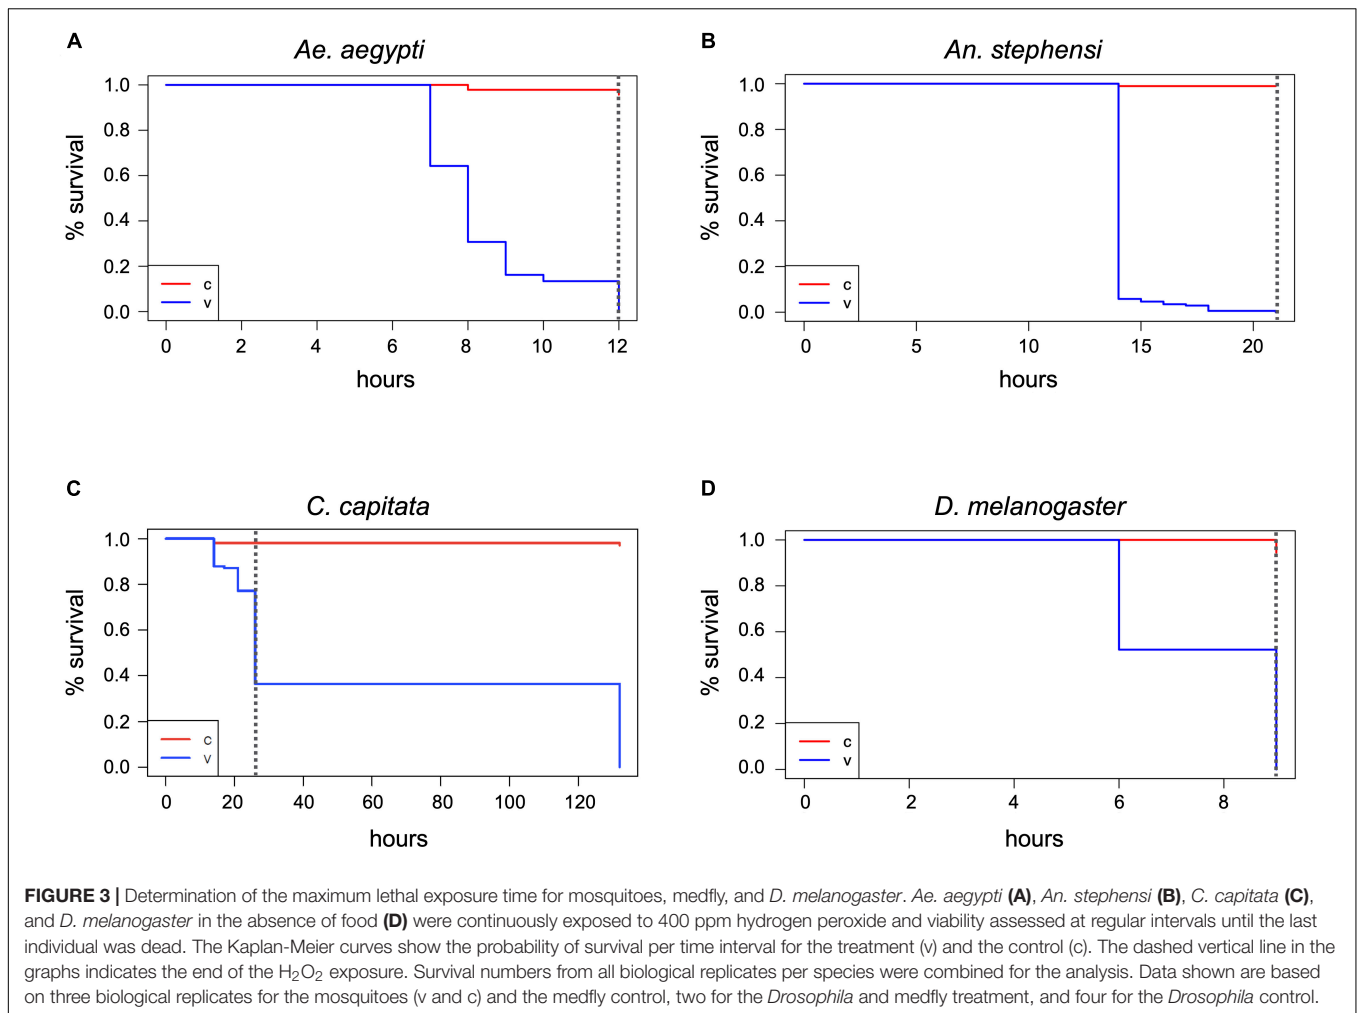 A
Ae. aegypti
% survival
1.0
0.8
0.6
0.4
0.2
0.0
c
v
0 2 4 6 8 10 12
hours
B
An. stephensi
% survival
1.0
0.8
0.6
0.4
0.2
0.0
c
v
0 5 10 15 20
hours
C
C. capitata
% survival
1.0
0.8
0.6
0.4
0.2
0.0
c
v
0 20 40 60 80 100 120
hours
D
D. melanogaster
% survival
1.0
0.8
0.6
0.4
0.2
0.0
c
v
0 2 4 6 8
hours
FIGURE 3 | Determination of the maximum lethal exposure time for mosquitoes, medfly, and D. melanogaster. Ae. aegypti (A), An. stephensi (B), C. capitata (C),
and D. melanogaster in the absence of food (D) were continuously exposed to 400 ppm hydrogen peroxide and viability assessed at regular intervals until the last
individual was dead. The Kaplan-Meier curves show the probability of survival per time interval for the treatment (v) and the control (c). The dashed vertical line in the
graphs indicates the end of the H₂O₂ exposure. Survival numbers from all biological replicates per species were combined for the analysis. Data shown are based
on three biological replicates for the mosquitoes (v and c) and the medfly control, two for the Drosophila and medfly treatment, and four for the Drosophila control.